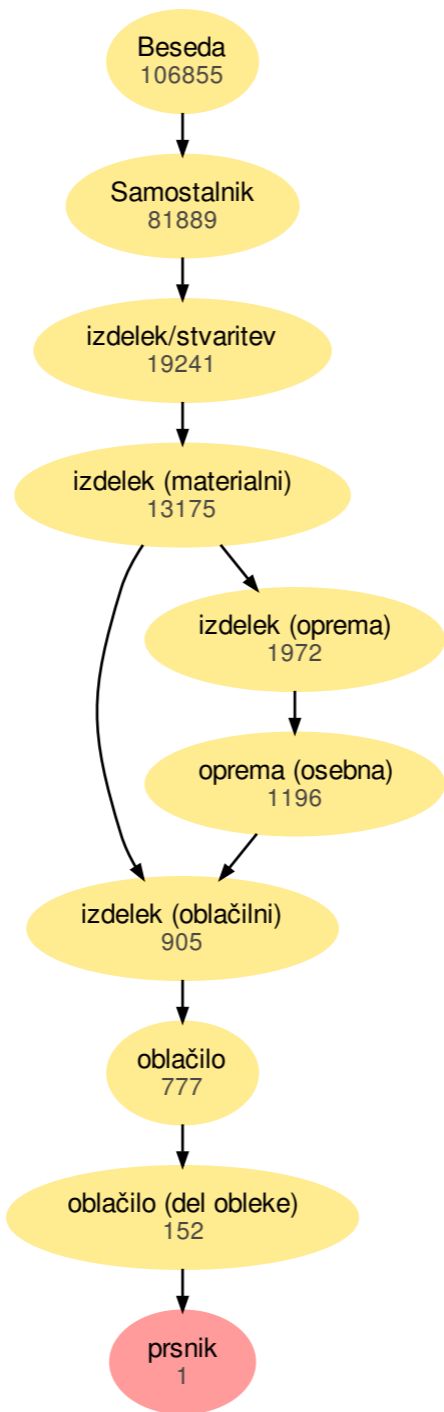 Beseda
106855
Samostalnik
81889
izdelek/stvaritev
19241
izdelek (materialni)
13175
izdelek (oprema)
1972
oprema (osebna)
1196
izdelek (oblačilni)
905
oblačilo
777
oblačilo (del obleke)
152
prsnik
1